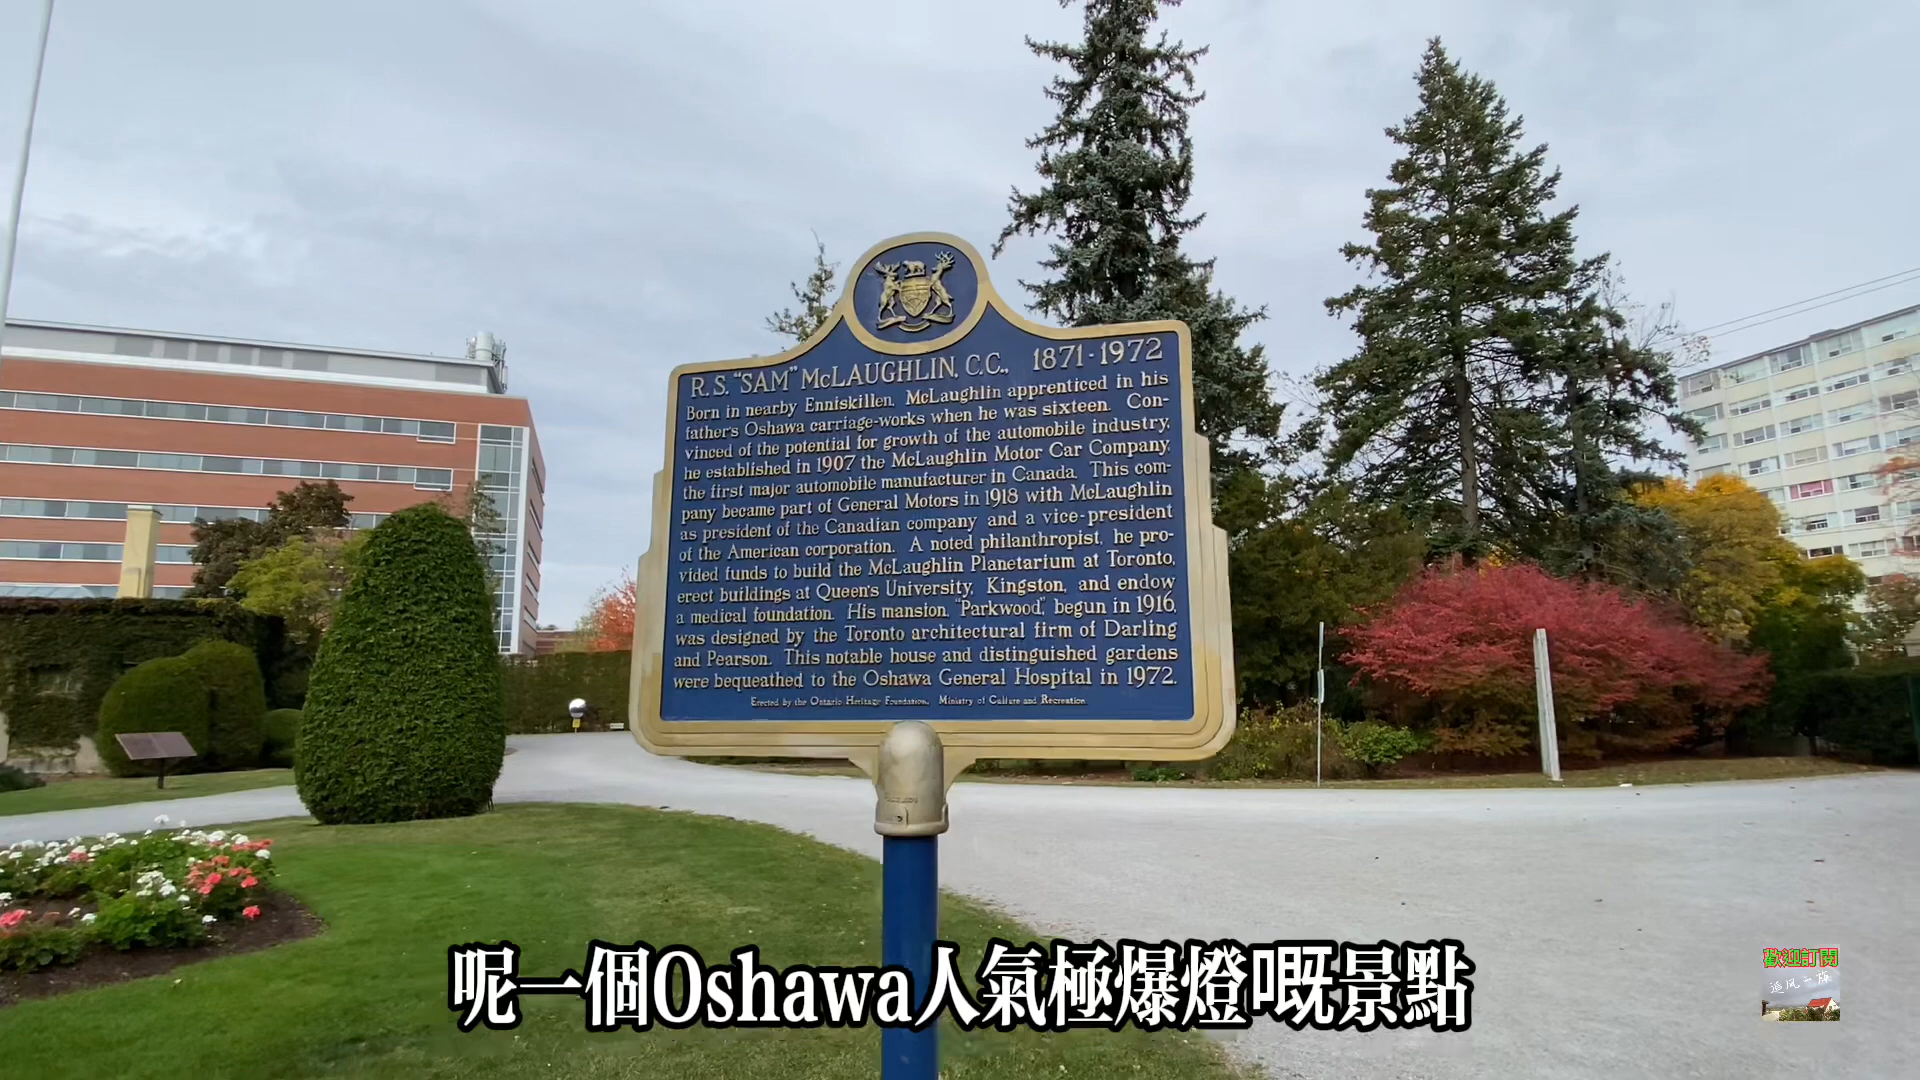 R. S. "SAM" McLAUGHLIN, C.C., 1871-1972
Born in nearby Enniskillen, McLaughlin apprenticed in his
father's Oshawa carriage-works when he was sixteen. Con-
vinced of the potential for growth of the automobile industry,
he established in 1907 the McLaughlin Motor Car Company,
the first major automobile manufacturer in Canada. This com-
pany became part of General Motors in 1918 with McLaughlin
as president of the Canadian company and a vice-president
of the American corporation. A noted philanthropist, he pro-
vided funds to build the McLaughlin Planetarium at Toronto,
erect buildings at Queen's University, Kingston, and endow
a medical foundation. His mansion, "Parkwood", begun in 1916,
was designed by the Toronto architectural firm of Darling
and Pearson. This notable house and distinguished gardens
were bequeathed to the Oshawa General Hospital in 1972.
Erected by the Ontario Heritage Foundation, Ministry of Culture and Recreation
呢一個Oshawa人氣極爆燈嘅景點
歡迎訂閱